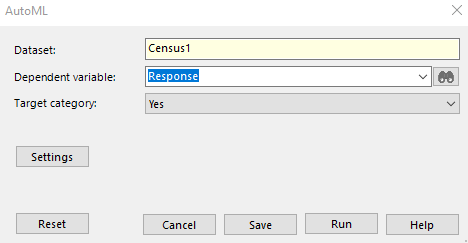 AutoML
Dataset: Census1
Dependent variable: Response
Target category: Yes
Settings
Reset Cancel Save Run Help